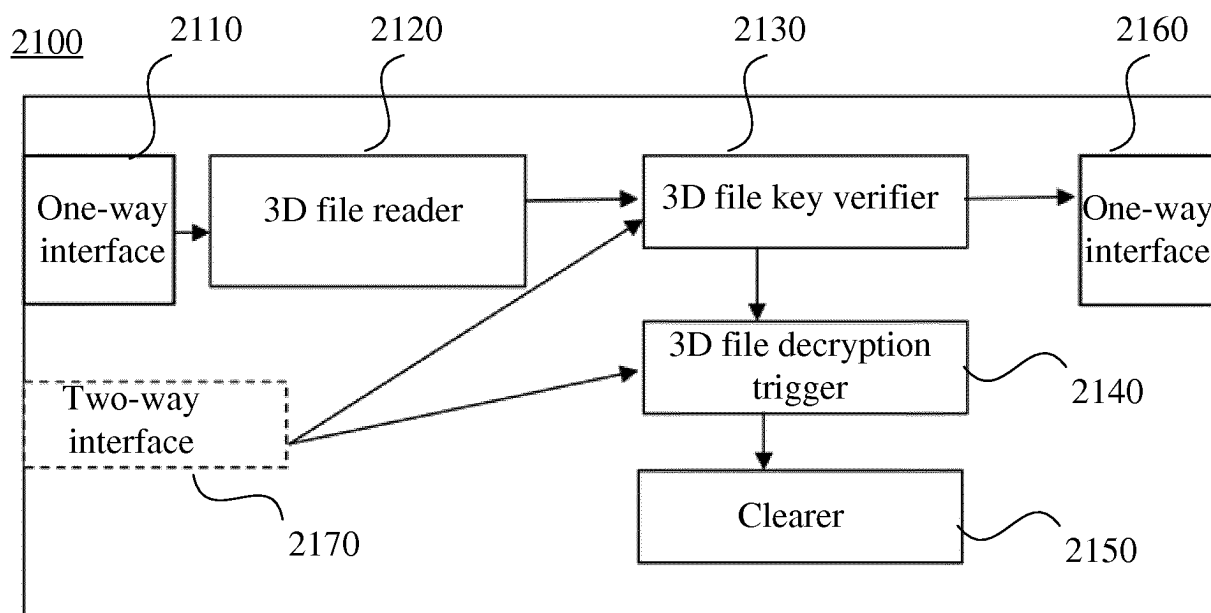 2100
2110
2120
2130
2160
One-way
interface
3D file reader
3D file key verifier
One-way
interface
3D file decryption
trigger
2140
Two-way
interface
2170
Clearer
2150